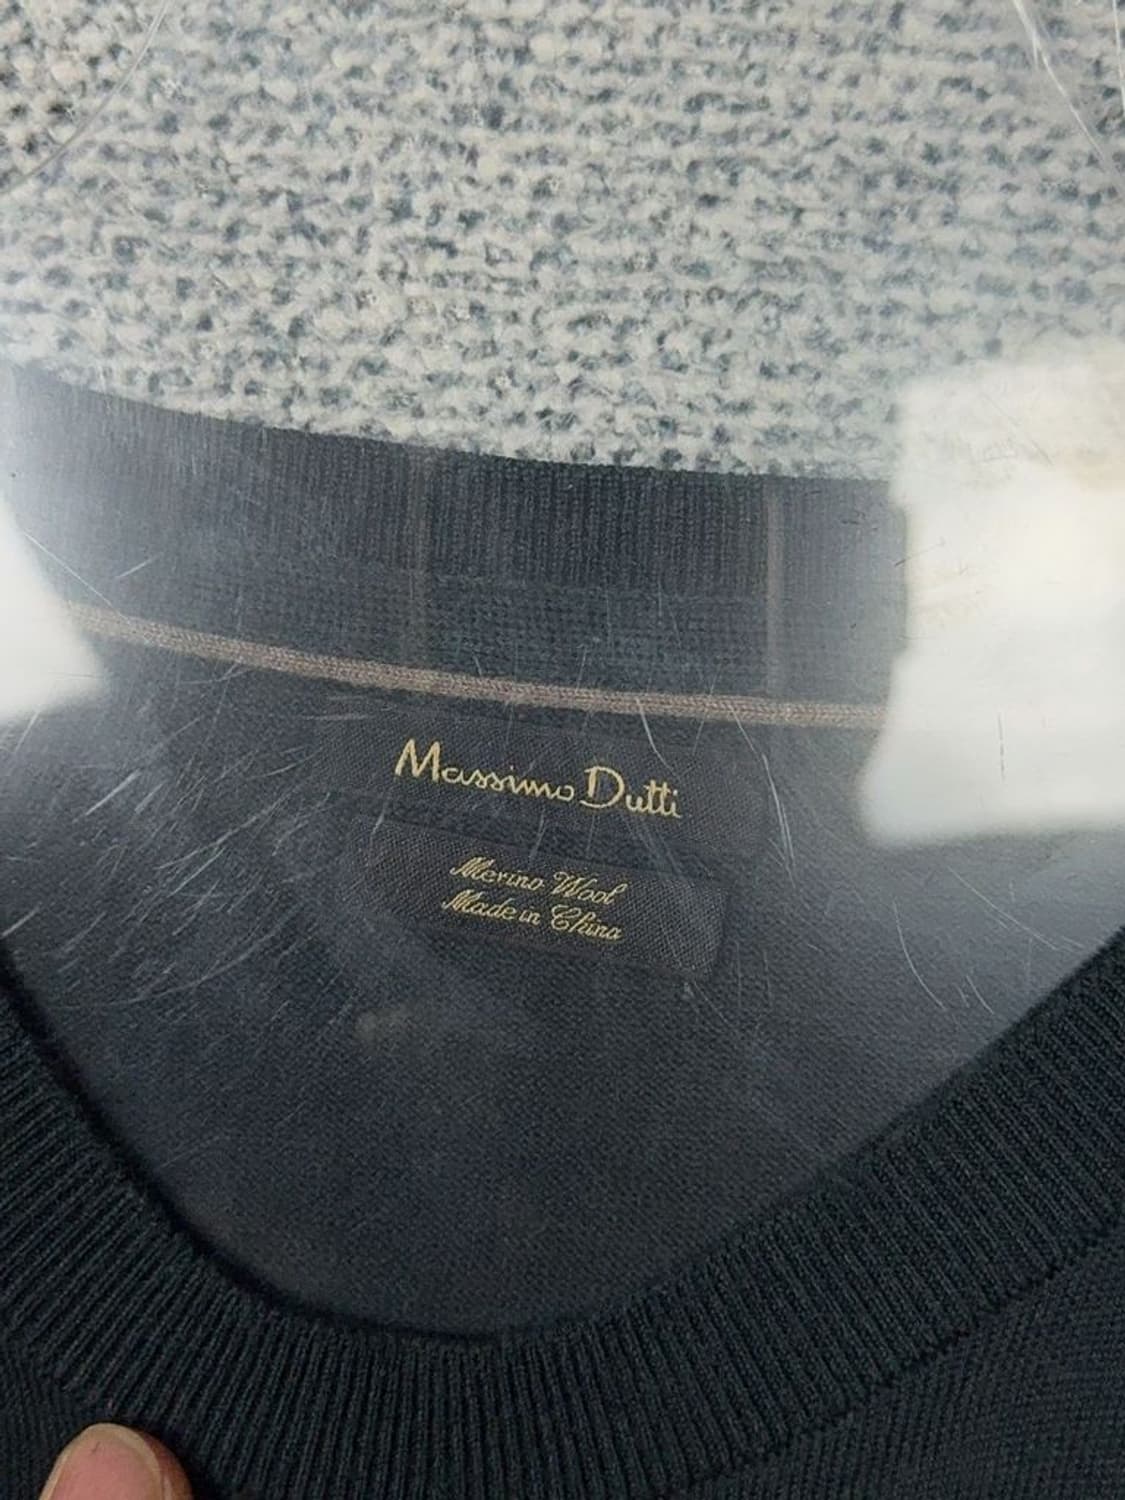 Massimo Dutti
Merino Wool
Made in China